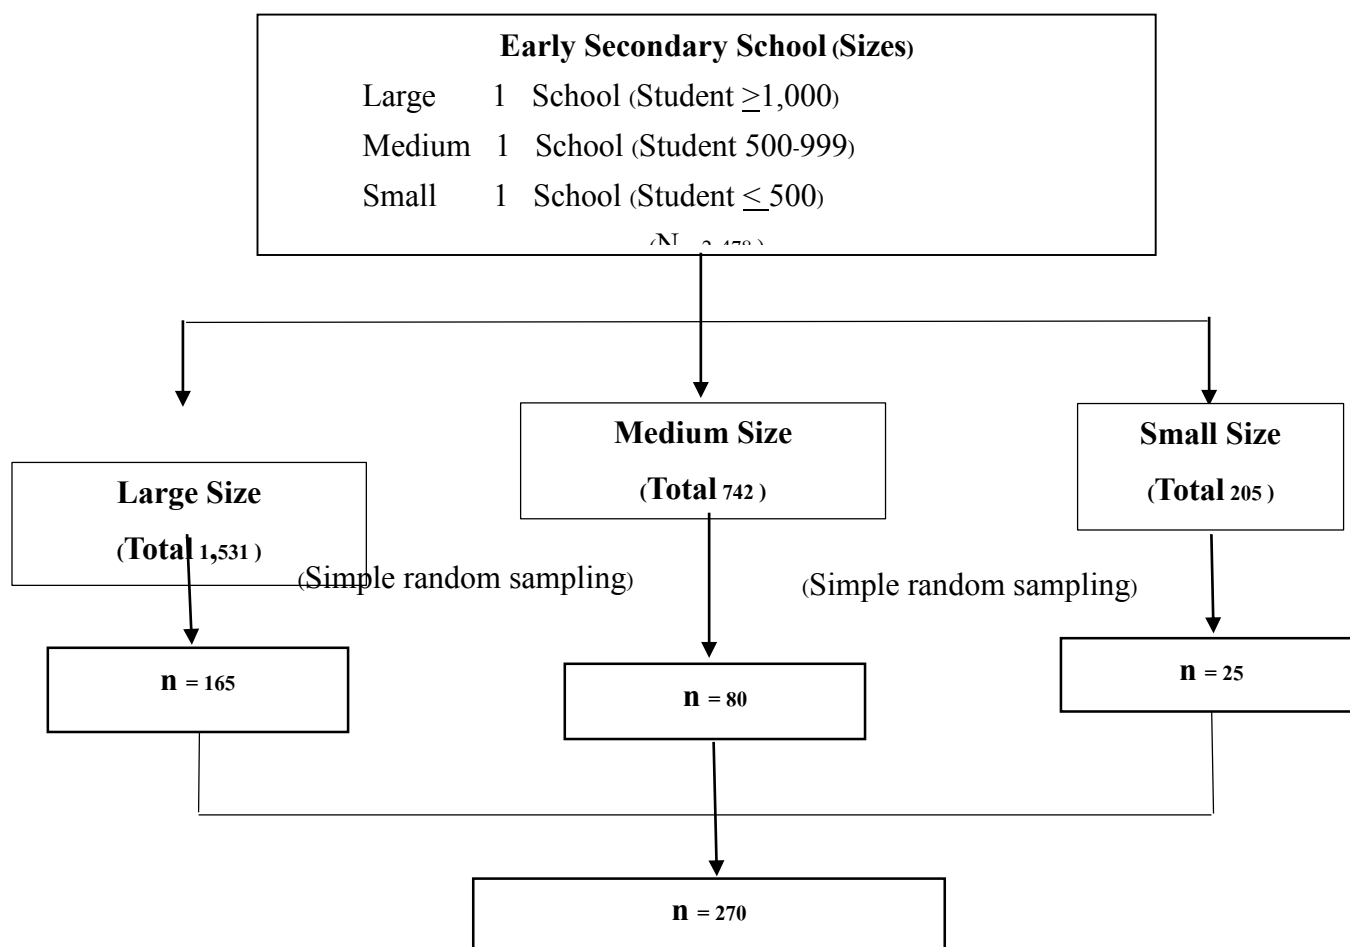 Early Secondary School (Sizes)
Large 1 School (Student ≥1,000)
Medium 1 School (Student 500-999)
Small 1 School (Student ≤ 500)
(N
Medium Size
(Total 742 )
Small Size
(Total 205 )
Large Size
(Total 1,531 )
(Simple random sampling)
(Simple random sampling)
n = 165
n = 80
n = 25
n = 270